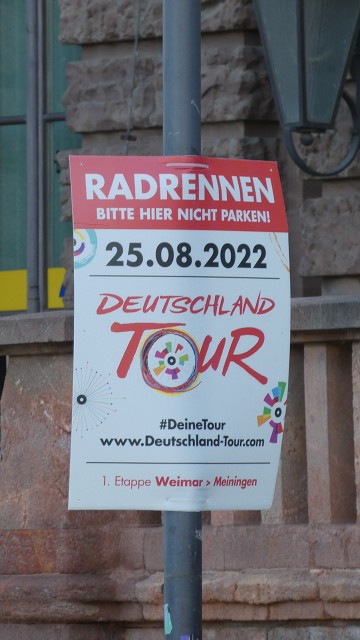 RADRENNEN
BITTE HIER NICHT PARKEN!
25.08.2022
DEUTSCHLAND
TOUR
#DeineTour
www.Deutschland-Tour.com
1. Etappe Weimar > Meiningen